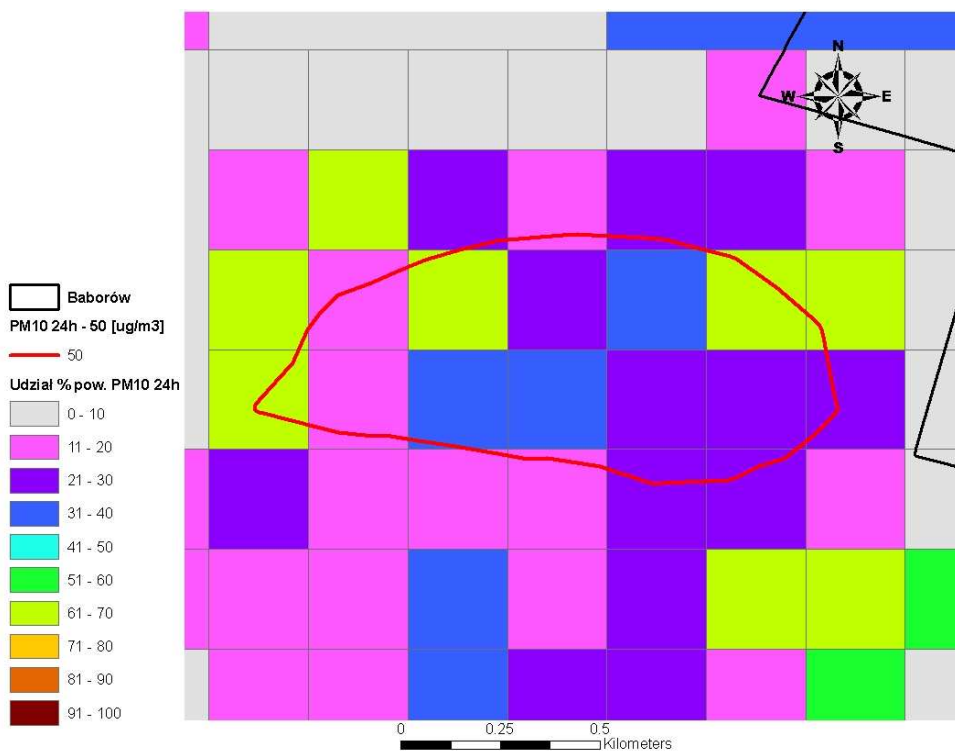 N
W E
S
Baborów
PM10 24h - 50 [ug/m3]
50
Udział % pow. PM10 24h
0 - 10
11 - 20
21 - 30
31 - 40
41 - 50
51 - 60
61 - 70
71 - 80
81 - 90
91 - 100
0 0.25 0.5
Kilometers